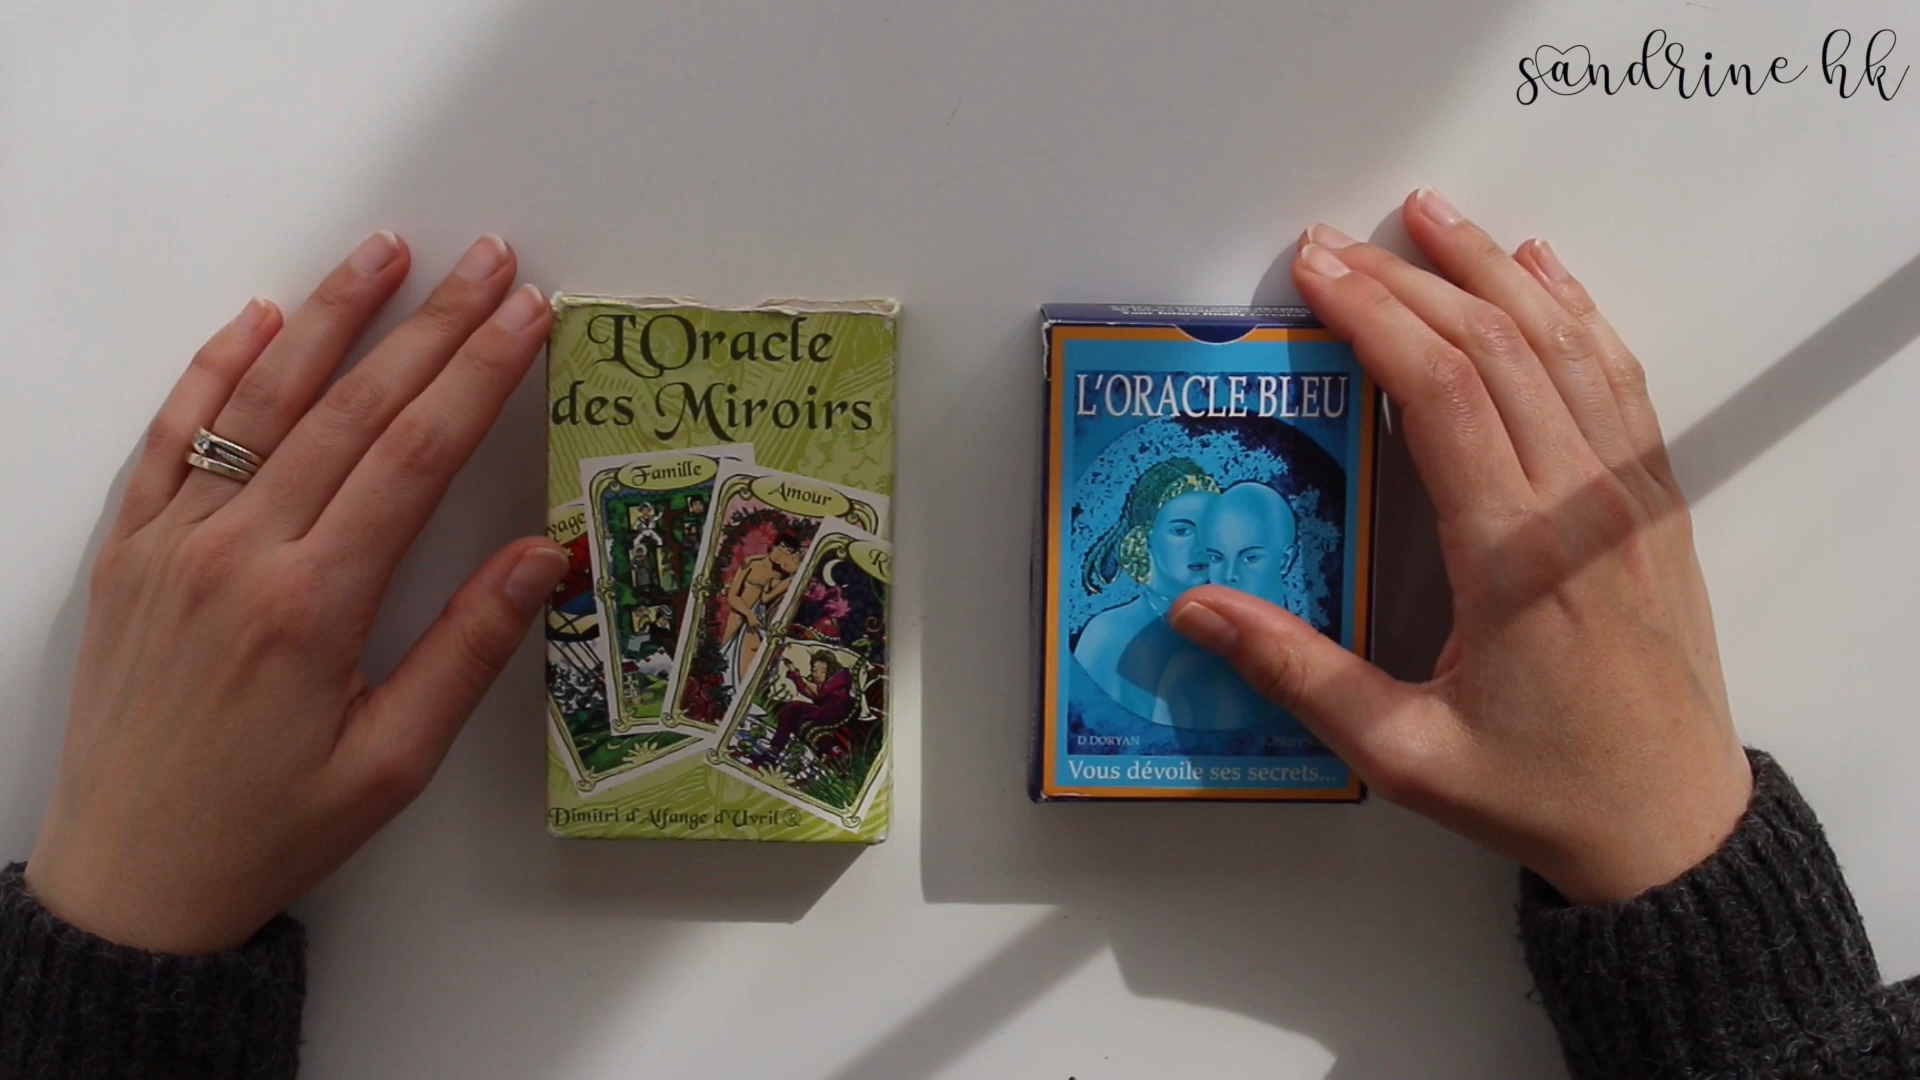 sandrine hk
L'Oracle
des Miroirs
Famille
Amour
L'ORACLE BLEU
D.DORYAN
Vous dévoile ses secrets...
Dimitri d'Alfange d'Uvril®